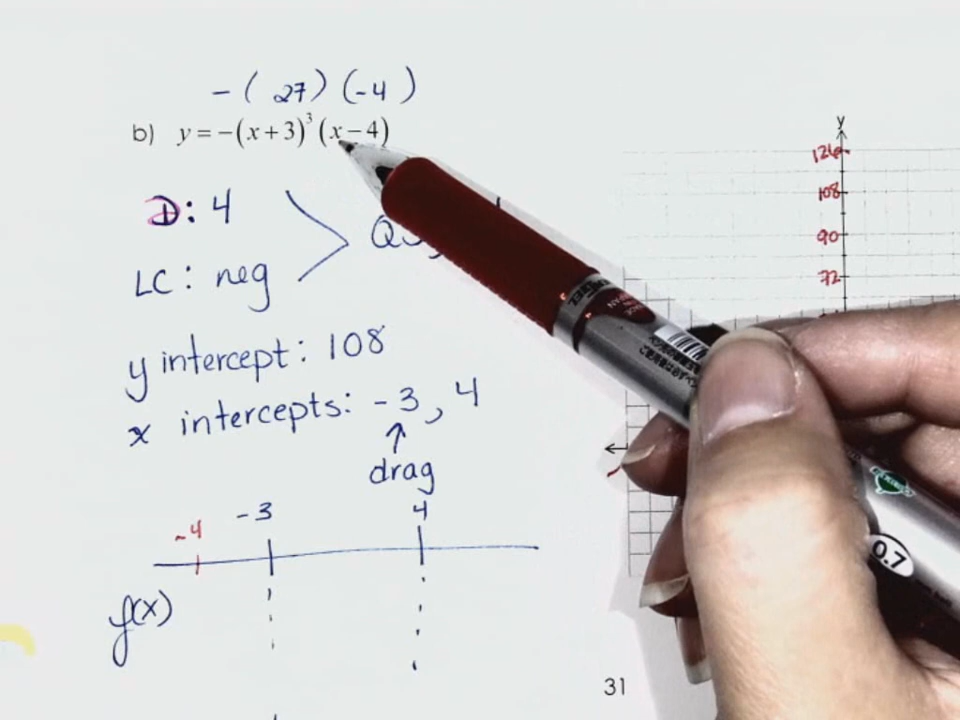 - ( 27) (-4 )
b) y = -(x+3)³(x-4)
D: 4
LC: neg
y intercept: 108
x intercepts: -3, 4
drag
-4 -3 4
f(x)
y
126
108
90
72
0.7
31